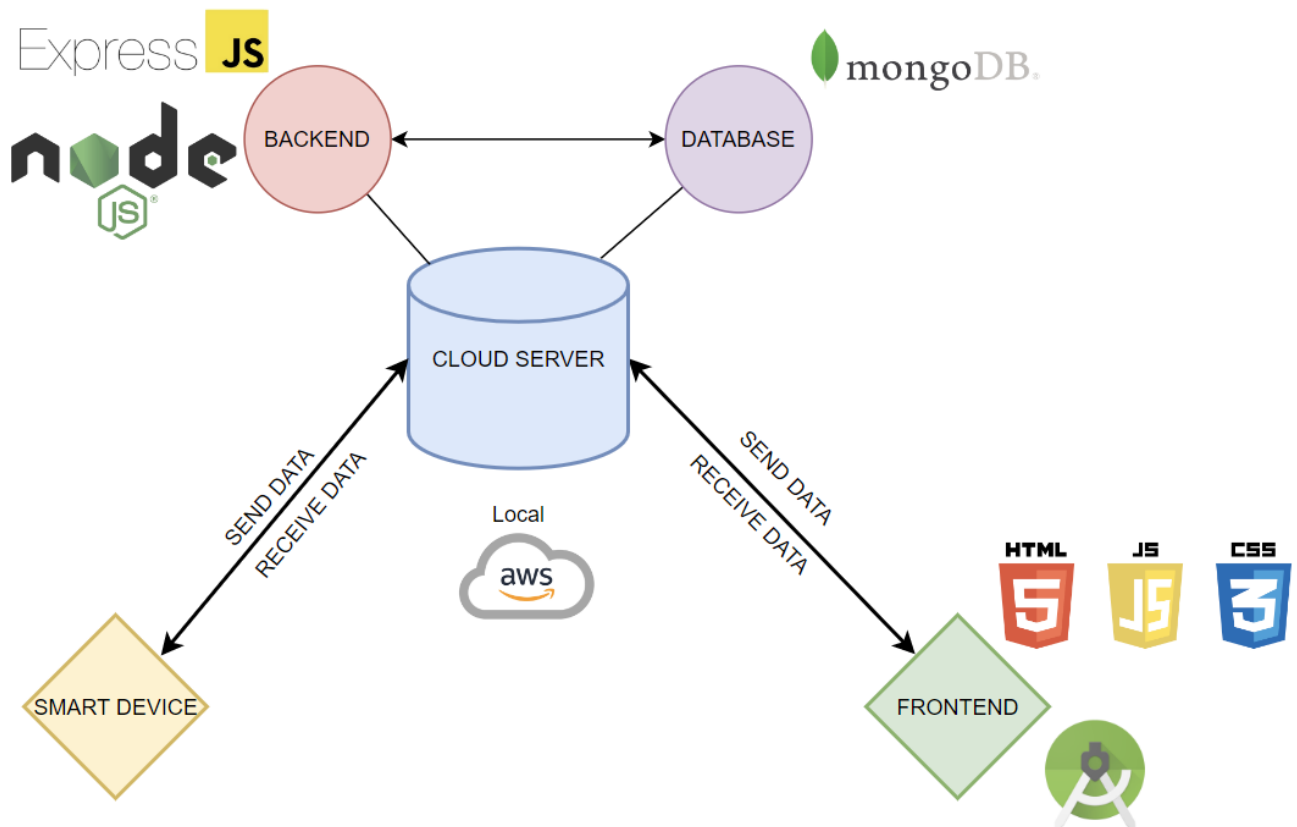 Express JS
mongoDB®
node
JS®
BACKEND
DATABASE
CLOUD SERVER
SEND DATA
RECEIVE DATA
SEND DATA
RECEIVE DATA
Local
aws
HTML JS CSS
5 JS 3
SMART DEVICE
FRONTEND